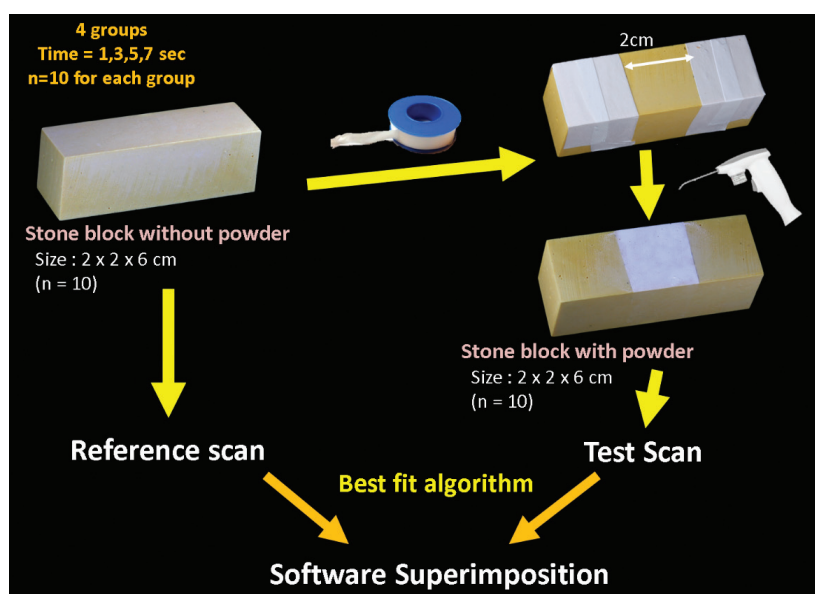 4 groups
Time = 1,3,5,7 sec
n=10 for each group
2cm
Stone block without powder
Size : 2 x 2 x 6 cm
(n = 10)
Stone block with powder
Size : 2 x 2 x 6 cm
(n = 10)
Reference scan
Test Scan
Best fit algorithm
Software Superimposition